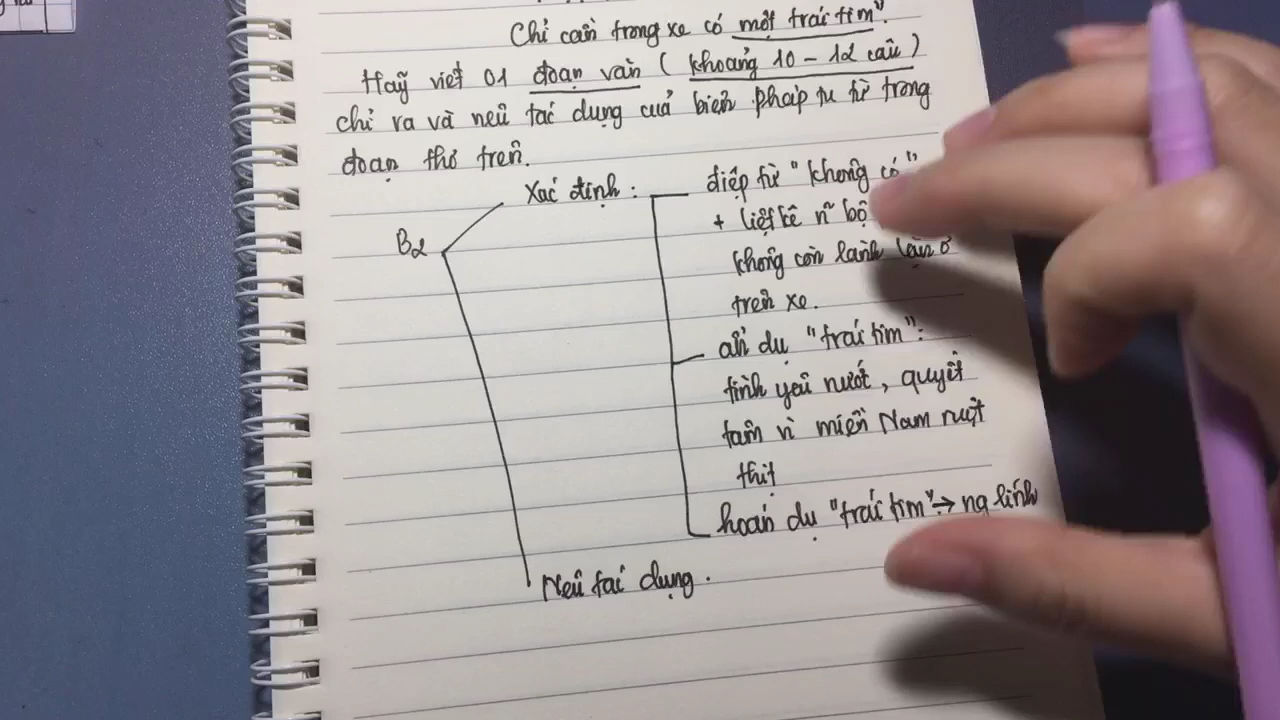 Chỉ cần trong xe có một trái tim".
Hãy viết 01 đoạn văn ( khoảng 10 - 12 câu )
chỉ ra và nêu tác dụng của biện pháp tu từ trong
đoạn thơ trên.
Xác định :
điệp từ "không có"
+ liệt kê n~ bộ
không còn lành lặn ở
trên xe.
B2
ẩn dụ "trái tim":
tình yêu nước, quyết
tâm vì miền Nam ruột
thịt
hoán dụ "trái tim" → ng lính
Nêu tác dụng.